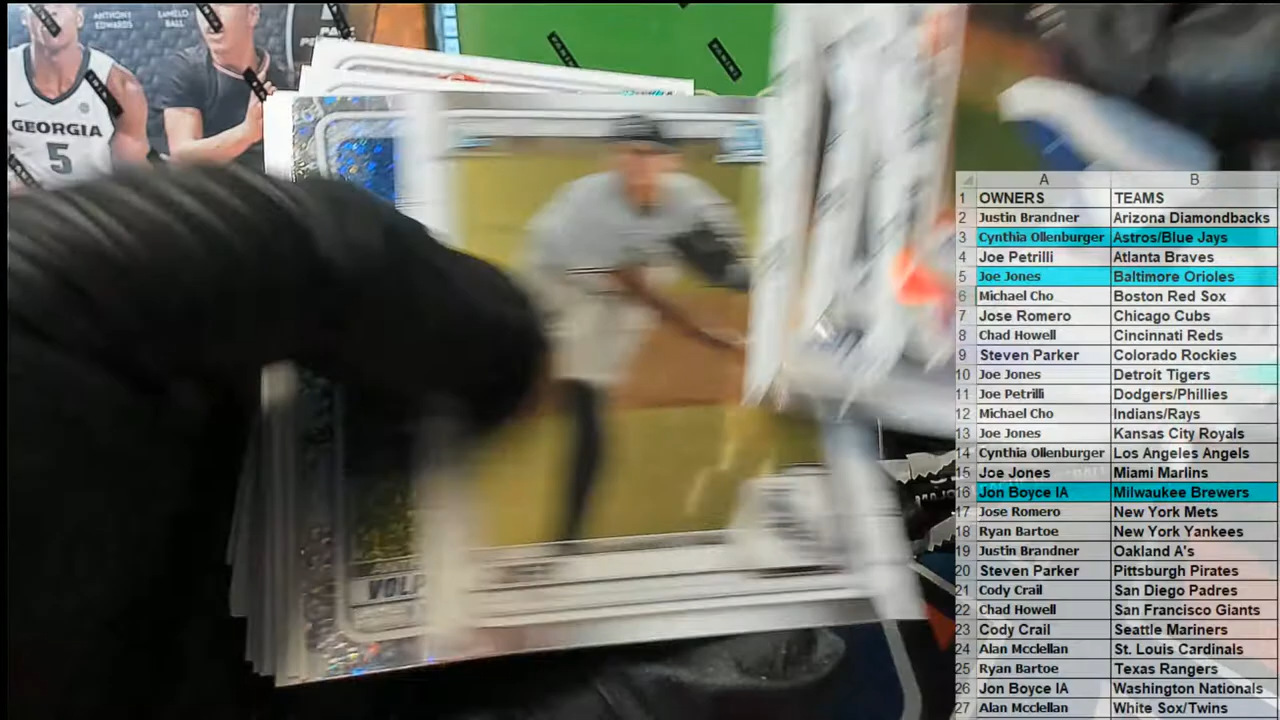 ANTHONY
EDWARDS
LAMELO
BALL
GEORGIA
5
PANINI
PANINI
VOLP
A B
1 OWNERS TEAMS
2 Justin Brandner Arizona Diamondbacks
3 Cynthia Ollenburger Astros/Blue Jays
4 Joe Petrilli Atlanta Braves
5 Joe Jones Baltimore Orioles
6 Michael Cho Boston Red Sox
7 Jose Romero Chicago Cubs
8 Chad Howell Cincinnati Reds
9 Steven Parker Colorado Rockies
10 Joe Jones Detroit Tigers
11 Joe Petrilli Dodgers/Phillies
12 Michael Cho Indians/Rays
13 Joe Jones Kansas City Royals
14 Cynthia Ollenburger Los Angeles Angels
15 Joe Jones Miami Marlins
16 Jon Boyce IA Milwaukee Brewers
17 Jose Romero New York Mets
18 Ryan Bartoe New York Yankees
19 Justin Brandner Oakland A's
20 Steven Parker Pittsburgh Pirates
21 Cody Crail San Diego Padres
22 Chad Howell San Francisco Giants
23 Cody Crail Seattle Mariners
24 Alan Mcclellan St. Louis Cardinals
25 Ryan Bartoe Texas Rangers
26 Jon Boyce IA Washington Nationals
27 Alan Mcclellan White Sox/Twins